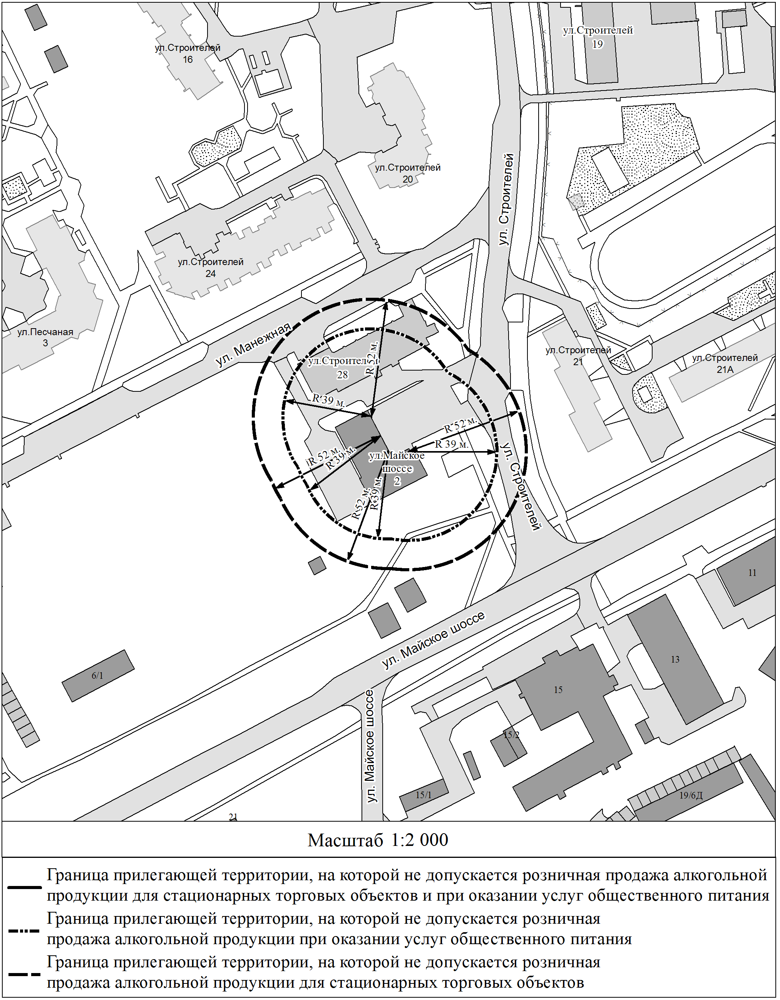 ул.Строителей
19
ул.Строителей
16
ул.Строителей
20
ул. Строителей
ул.Строителей
24
ул.Песчаная
3
ул. Манежная
ул.Строителей
21
ул.Строителей
21А
ул.Строител
28
R 52 м.
R 39 м.
R 52 м.
R 39 м.
R 52 м.
R 39 м.
ул.Майское
шоссе
2
R 52 м.
R 39 м.
ул. Строителей
11
ул. Майское шоссе
13
6/1
15
ул. Майское шоссе
15/2
15/1
19/6Д
21
Масштаб 1:2 000
Граница прилегающей территории, на которой не допускается розничная продажа алкогольной
продукции для стационарных торговых объектов и при оказании услуг общественного питания
Граница прилегающей территории, на которой не допускается розничная
продажа алкогольной продукции при оказании услуг общественного питания
Граница прилегающей территории, на которой не допускается розничная
продажа алкогольной продукции для стационарных торговых объектов